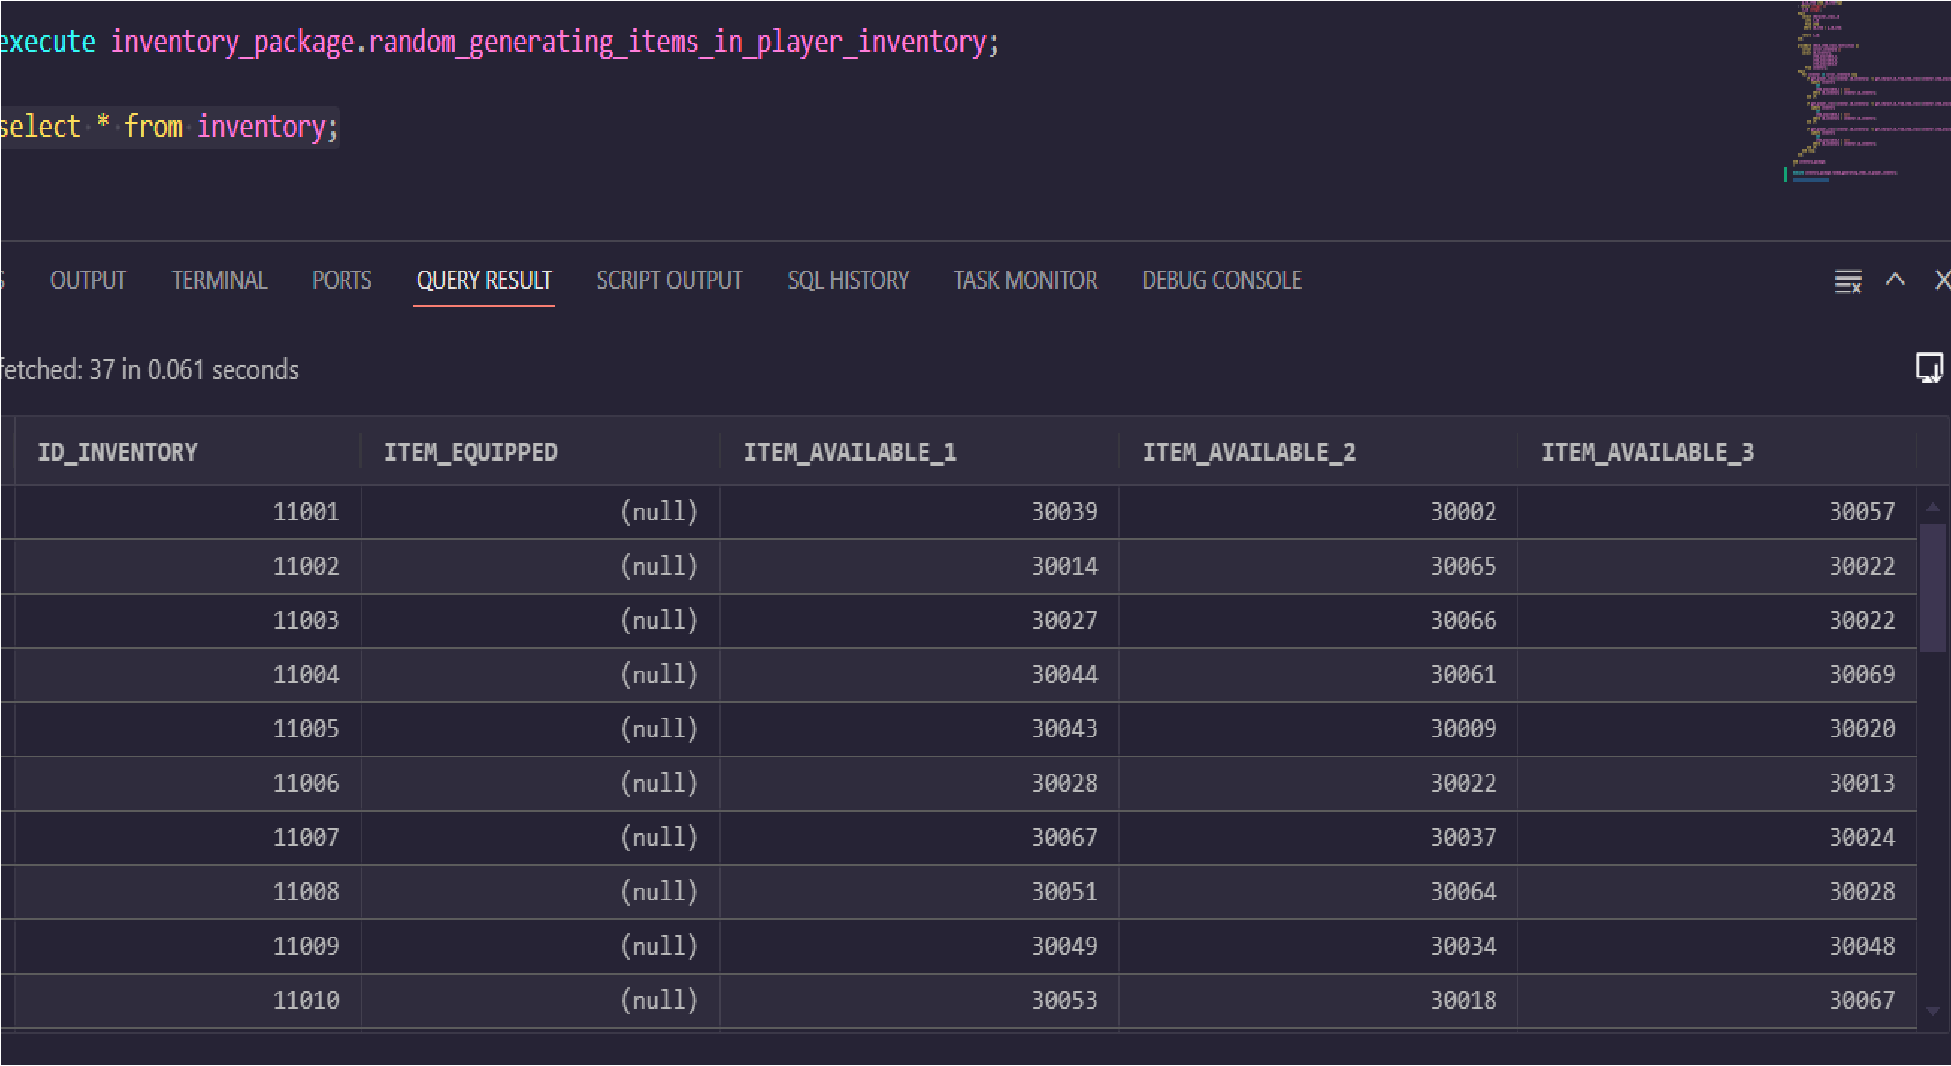 execute inventory_package.random_generating_items_in_player_inventory;
select * from inventory;
S OUTPUT TERMINAL PORTS QUERY RESULT SCRIPT OUTPUT SQL HISTORY TASK MONITOR DEBUG CONSOLE
fetched: 37 in 0.061 seconds
ID_INVENTORY ITEM_EQUIPPED ITEM_AVAILABLE_1 ITEM_AVAILABLE_2 ITEM_AVAILABLE_3
11001 (null) 30039 30002 30057
11002 (null) 30014 30065 30022
11003 (null) 30027 30066 30022
11004 (null) 30044 30061 30069
11005 (null) 30043 30009 30020
11006 (null) 30028 30022 30013
11007 (null) 30067 30037 30024
11008 (null) 30051 30064 30028
11009 (null) 30049 30034 30048
11010 (null) 30053 30018 30067